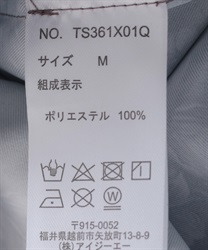 NO. TS361X01Q
サイズ M
組成表示
ポリエステル 100%
〒915-0052
福井県越前市矢放町13-8-9
(株)アイジーエー